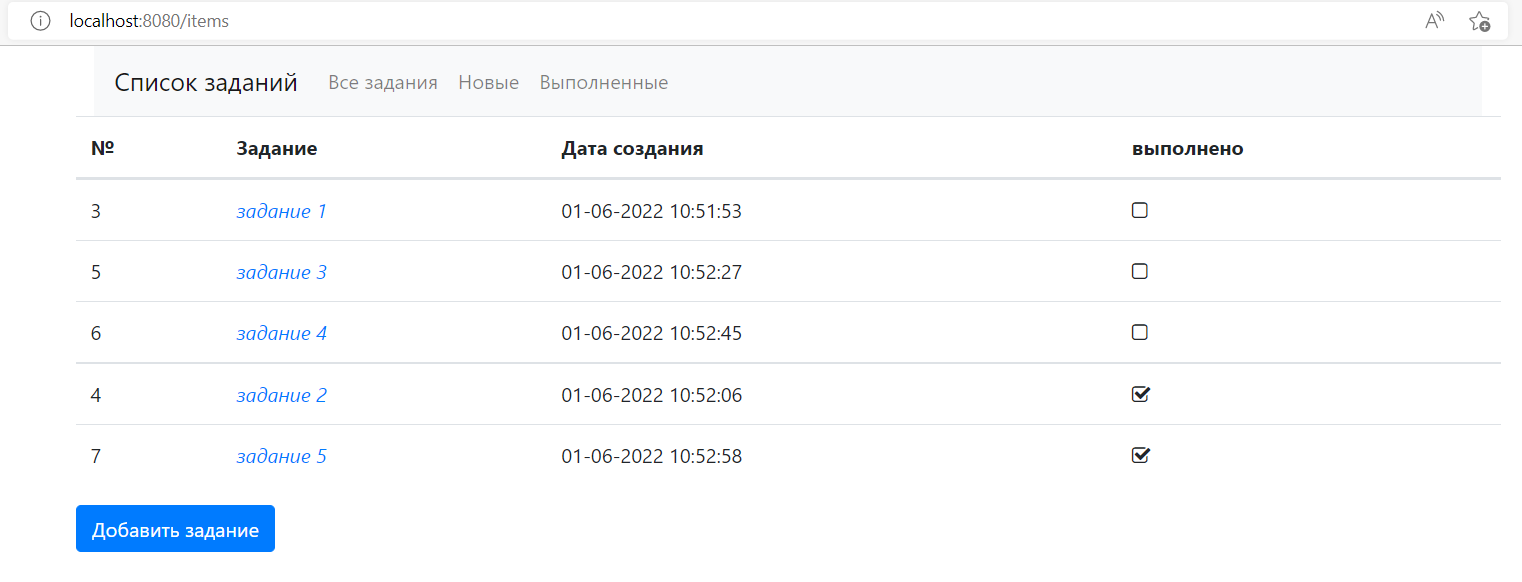 localhost:8080/items
Список заданий Все задания Новые Выполненные
№ Задание Дата создания выполнено
3 задание 1 01-06-2022 10:51:53
5 задание 3 01-06-2022 10:52:27
6 задание 4 01-06-2022 10:52:45
4 задание 2 01-06-2022 10:52:06
7 задание 5 01-06-2022 10:52:58
Добавить задание